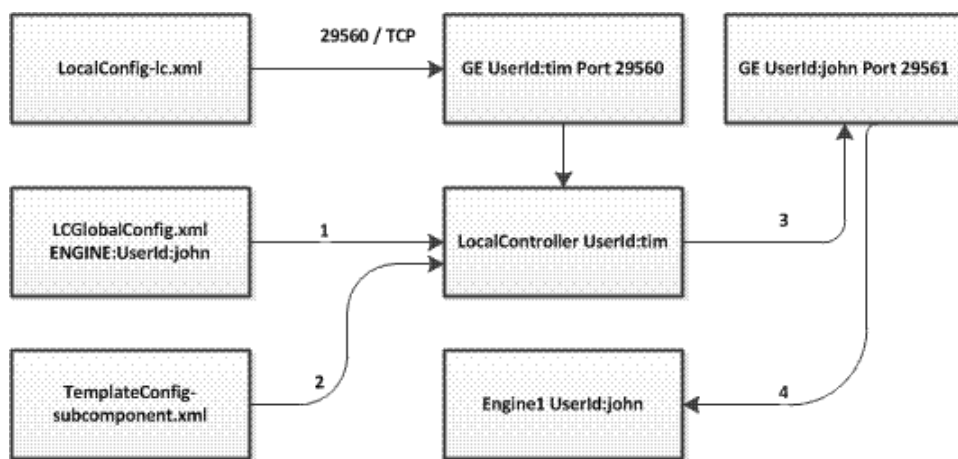 29560 / TCP
LocalConfig-lc.xml
GE UserId:tim Port 29560
GE UserId:john Port 29561
LCGlobalConfig.xml
ENGINE:UserId:john
1
LocalController UserId:tim
3
TemplateConfig-
subcomponent.xml
2
Engine1 UserId:john
4